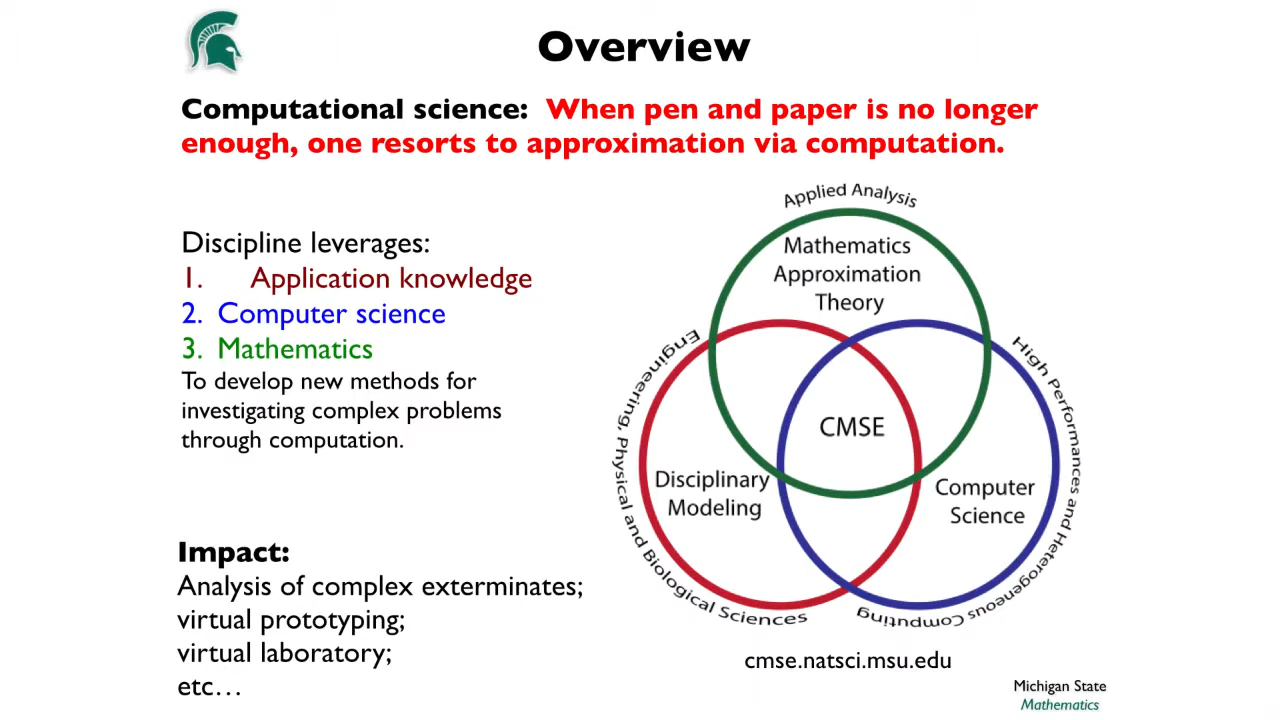 Overview
Computational science: When pen and paper is no longer
enough, one resorts to approximation via computation.
Discipline leverages:
1. Application knowledge
2. Computer science
3. Mathematics
To develop new methods for
investigating complex problems
through computation.
Impact:
Analysis of complex exterminates;
virtual prototyping;
virtual laboratory;
etc…
Applied Analysis
Mathematics
Approximation
Theory
Engineering, Physical and Biological Sciences
High Performances and Heterogeneous Computing
CMSE
Disciplinary
Modeling
Computer
Science
cmse.natsci.msu.edu
Michigan State
Mathematics